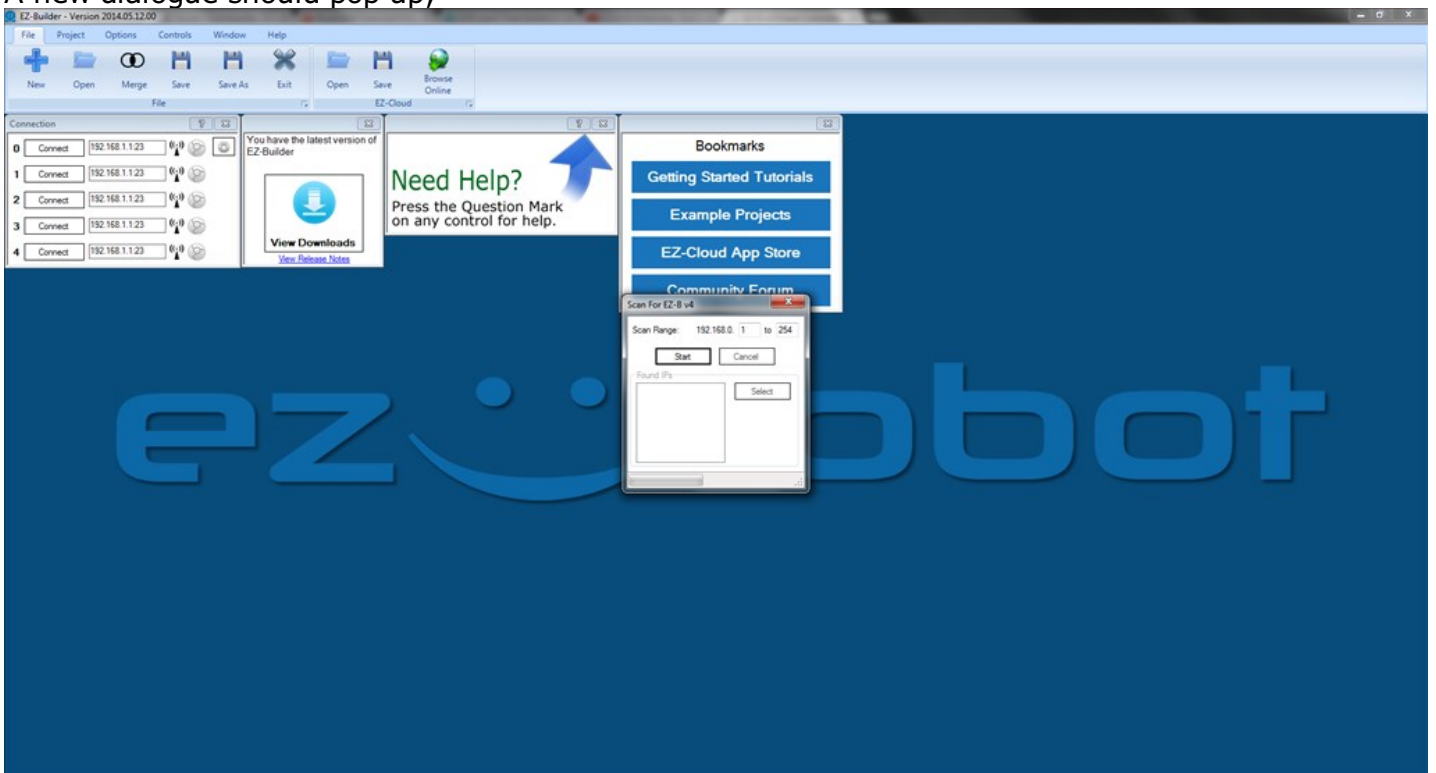 A new dialogue should pop up)
EZ-Builder - Version 2014.05.12.00
File Project Options Controls Window Help
New Open Merge Save Save As Exit Open Save Browse Online
File EZ-Cloud
Connection
0 Connect 192.168.1.1:23
1 Connect 192.168.1.1:23
2 Connect 192.168.1.1:23
3 Connect 192.168.1.1:23
4 Connect 192.168.1.1:23
You have the latest version of
EZ-Builder
View Downloads
View Release Notes
Need Help?
Press the Question Mark
on any control for help.
Bookmarks
Getting Started Tutorials
Example Projects
EZ-Cloud App Store
Community Forum
Scan For EZ-B v4
Scan Range: 192.168.0. 1 to 254
Start Cancel
Found IPs
Select
ez obot